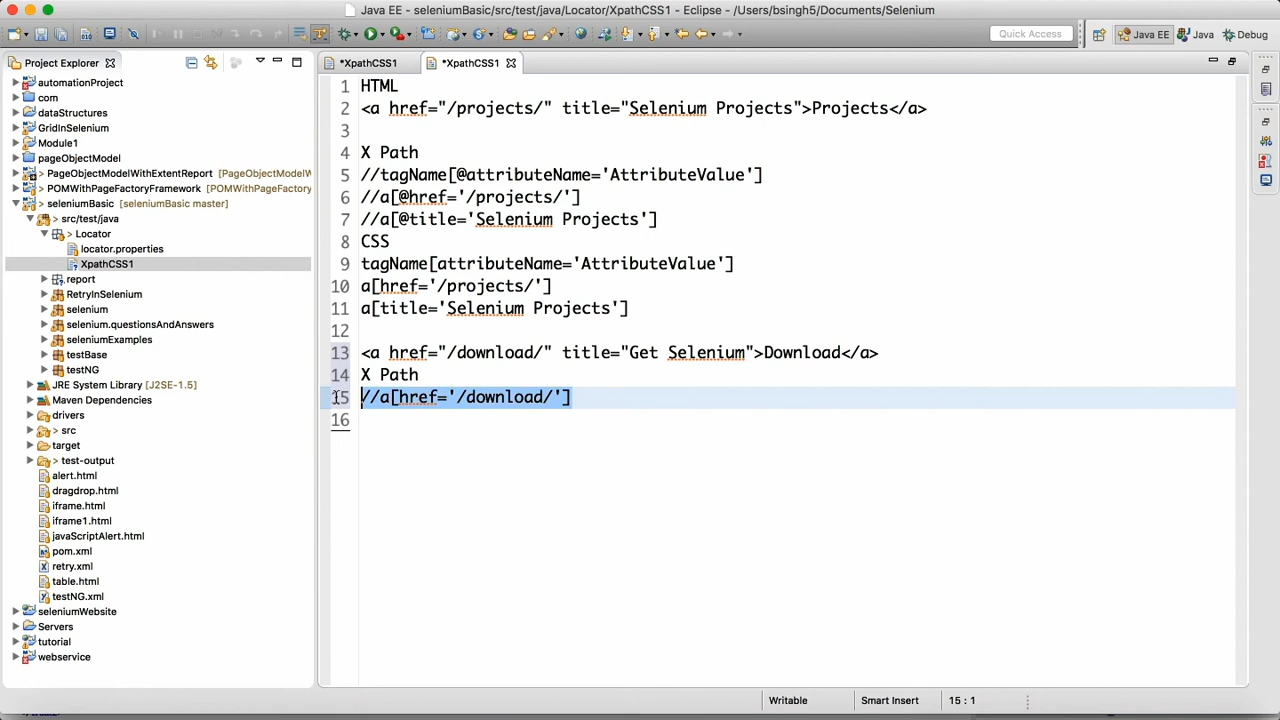 Java EE - seleniumBasic/src/test/java/Locator/XpathCSS1 - Eclipse - /Users/bsingh5/Documents/Selenium
Quick Access
Java EE
Java
Debug
Project Explorer
automationProject
com
dataStructures
GridInSelenium
Module1
pageObjectModel
> PageObjectModelWithExtentReport [PageObjectModelW
> POMWithPageFactoryFramework [POMWithPageFactory
> seleniumBasic [seleniumBasic master]
> src/test/java
> Locator
locator.properties
XpathCSS1
report
RetryInSelenium
selenium
selenium.questionsAndAnswers
seleniumExamples
testBase
testNG
JRE System Library [J2SE-1.5]
Maven Dependencies
drivers
> src
target
> test-output
alert.html
dragdrop.html
iframe.html
iframe1.html
javaScriptAlert.html
pom.xml
retry.xml
table.html
testNG.xml
seleniumWebsite
Servers
tutorial
webservice
*XpathCSS1
*XpathCSS1
1 HTML
2 <a href="/projects/" title="Selenium Projects">Projects</a>
3
4 X Path
5 //tagName[@attributeName='AttributeValue']
6 //a[@href='/projects/']
7 //a[@title='Selenium Projects']
8 CSS
9 tagName[attributeName='AttributeValue']
10 a[href='/projects/']
11 a[title='Selenium Projects']
12
13 <a href="/download/" title="Get Selenium">Download</a>
14 X Path
15 //a[href='/download/']
16
Writable
Smart Insert
15 : 1